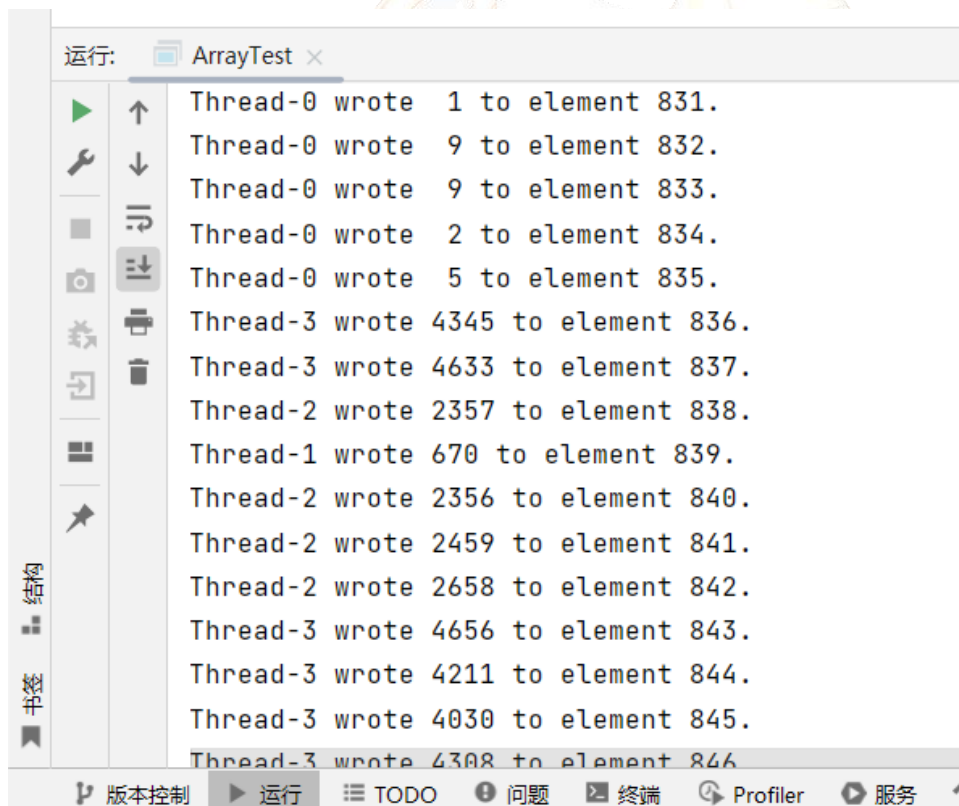 运行: ArrayTest
Thread-0 wrote  1 to element 831.
Thread-0 wrote  9 to element 832.
Thread-0 wrote  9 to element 833.
Thread-0 wrote  2 to element 834.
Thread-0 wrote  5 to element 835.
Thread-3 wrote 4345 to element 836.
Thread-3 wrote 4633 to element 837.
Thread-2 wrote 2357 to element 838.
Thread-1 wrote 670 to element 839.
Thread-2 wrote 2356 to element 840.
Thread-2 wrote 2459 to element 841.
Thread-2 wrote 2658 to element 842.
Thread-3 wrote 4656 to element 843.
Thread-3 wrote 4211 to element 844.
Thread-3 wrote 4030 to element 845.
Thread-3 wrote 4308 to element 846
结构
书签
版本控制 运行 TODO 问题 终端 Profiler 服务